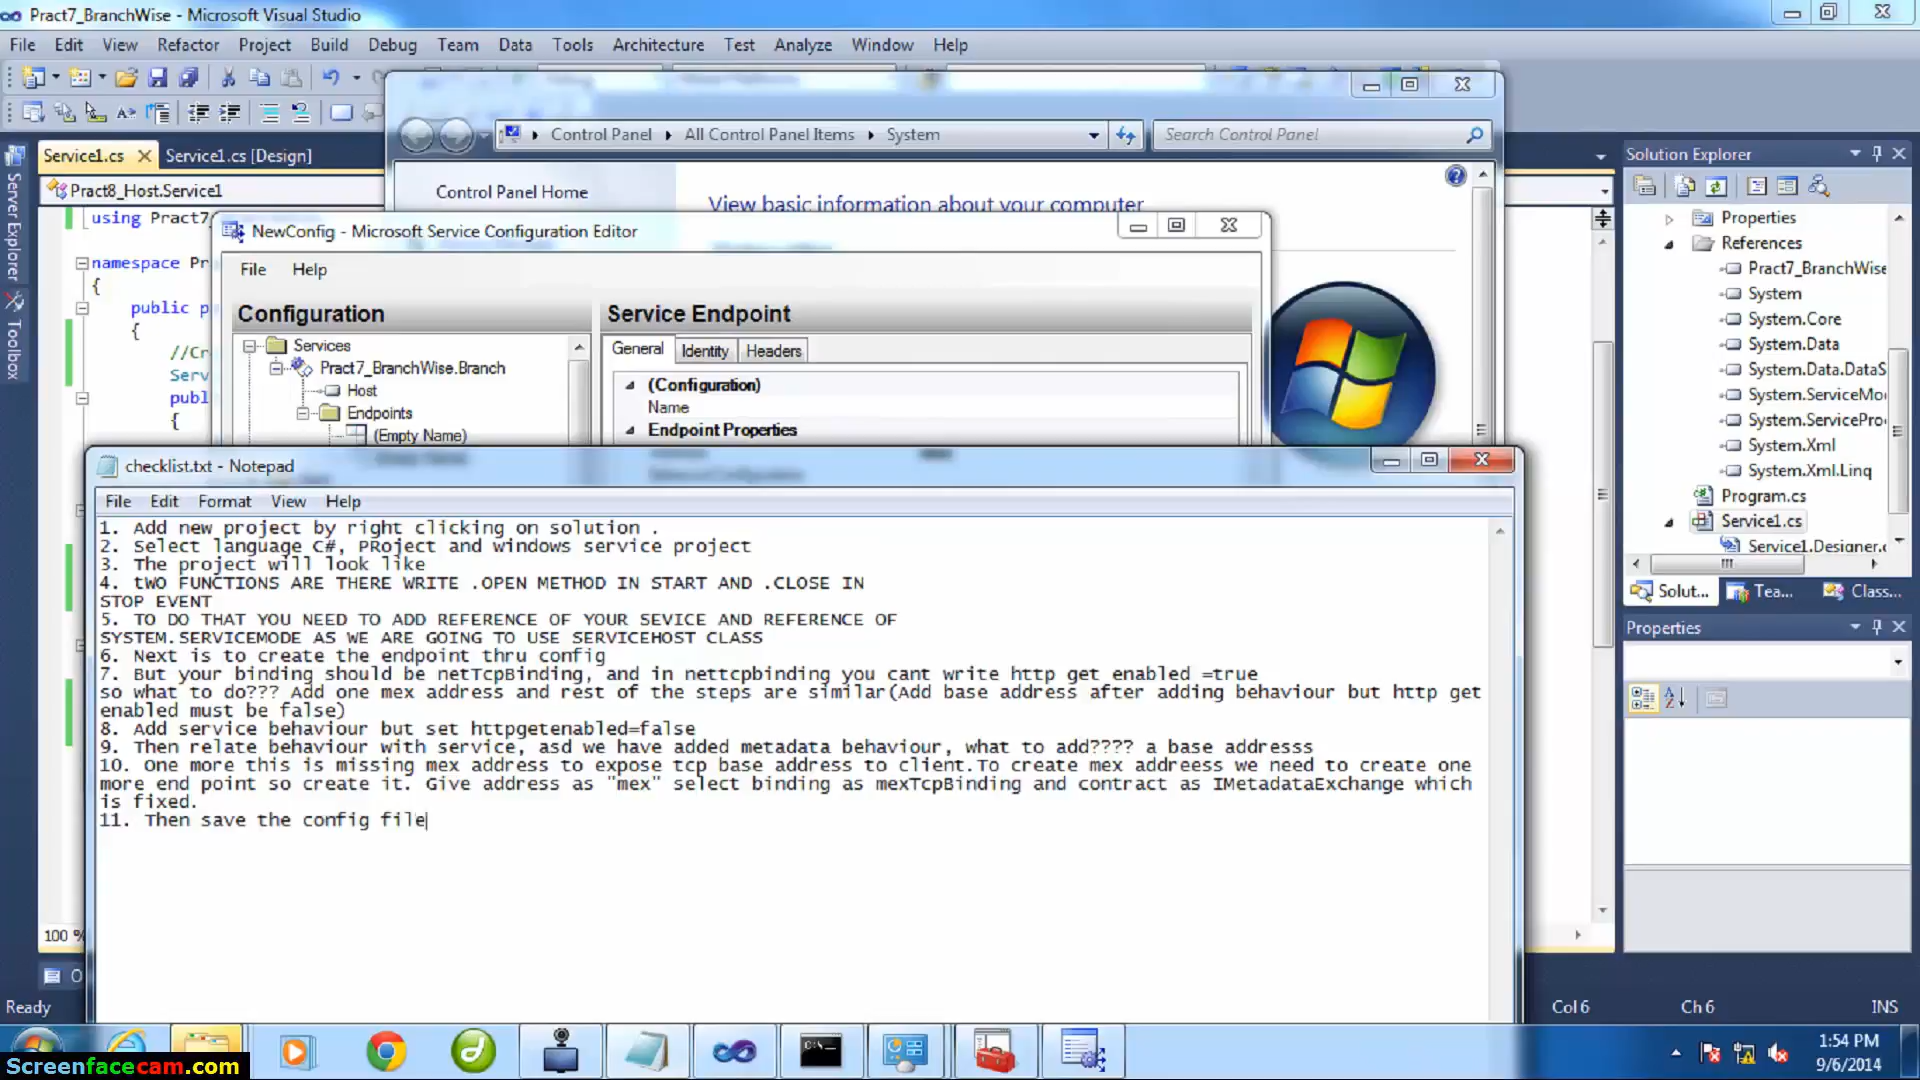 Pract7_BranchWise - Microsoft Visual Studio
File Edit View Refactor Project Build Debug Team Data Tools Architecture Test Analyze Window Help
Control Panel All Control Panel Items System
Search Control Panel
Service1.cs Service1.cs [Design]
Pract8_Host.Service1
Server Explorer
Toolbox
using Pract7
namespace Pr
{
public p
{
//Cr
Serv
publ
{
Control Panel Home
View basic information about your computer
NewConfig - Microsoft Service Configuration Editor
File Help
Configuration
Services
Pract7_BranchWise.Branch
Host
Endpoints
(Empty Name)
Service Endpoint
General Identity Headers
(Configuration)
Name
Endpoint Properties
checklist.txt - Notepad
File Edit Format View Help
1. Add new project by right clicking on solution .
2. Select language C#, PRoject and windows service project
3. The project will look like
4. tWO FUNCTIONS ARE THERE WRITE .OPEN METHOD IN START AND .CLOSE IN
STOP EVENT
5. TO DO THAT YOU NEED TO ADD REFERENCE OF YOUR SEVICE AND REFERENCE OF
SYSTEM.SERVICEMODE AS WE ARE GOING TO USE SERVICEHOST CLASS
6. Next is to create the endpoint thru config
7. But your binding should be netTcpBinding, and in nettcpbinding you cant write http get enabled =true
so what to do??? Add one mex address and rest of the steps are similar(Add base address after adding behaviour but http get
enabled must be false)
8. Add service behaviour but set httpgetenabled=false
9. Then relate behaviour with service, asd we have added metadata behaviour, what to add???? a base addresss
10. One more this is missing mex address to expose tcp base address to client.To create mex addreess we need to create one
more end point so create it. Give address as "mex" select binding as mexTcpBinding and contract as IMetadataExchange which
is fixed.
11. Then save the config file
Solution Explorer
Properties
References
Pract7_BranchWise
System
System.Core
System.Data
System.Data.DataS
System.ServiceMo
System.ServicePro
System.Xml
System.Xml.Linq
Program.cs
Service1.cs
Service1.Designer.c
Solut... Tea... Class...
Properties
100 %
O
Ready
Col 6 Ch 6 INS
1:54 PM
9/6/2014
Screenfacecam.com